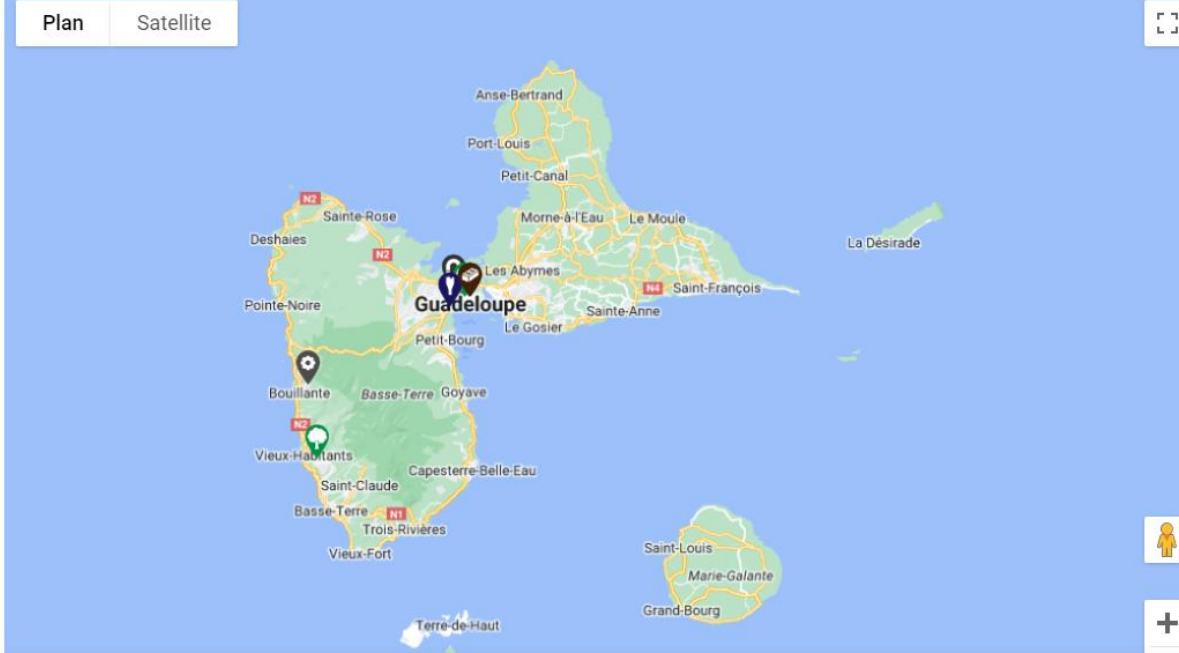 Plan
Satellite
Anse-Bertrand
Port-Louis
Petit-Canal
N2
Sainte-Rose
Morne-à-l'Eau
Le Moule
Deshaies
La Désirade
N2
Les Abymes
N4
Saint-François
Pointe-Noire
Guadeloupe
Sainte-Anne
Le Gosier
Petit-Bourg
Bouillante
Basse-Terre
Goyave
N2
Vieux-Habitants
Capesterre-Belle-Eau
Saint-Claude
Basse-Terre
N1
Trois-Rivières
Vieux-Fort
Saint-Louis
Marie-Galante
Grand-Bourg
Terre-de-Haut